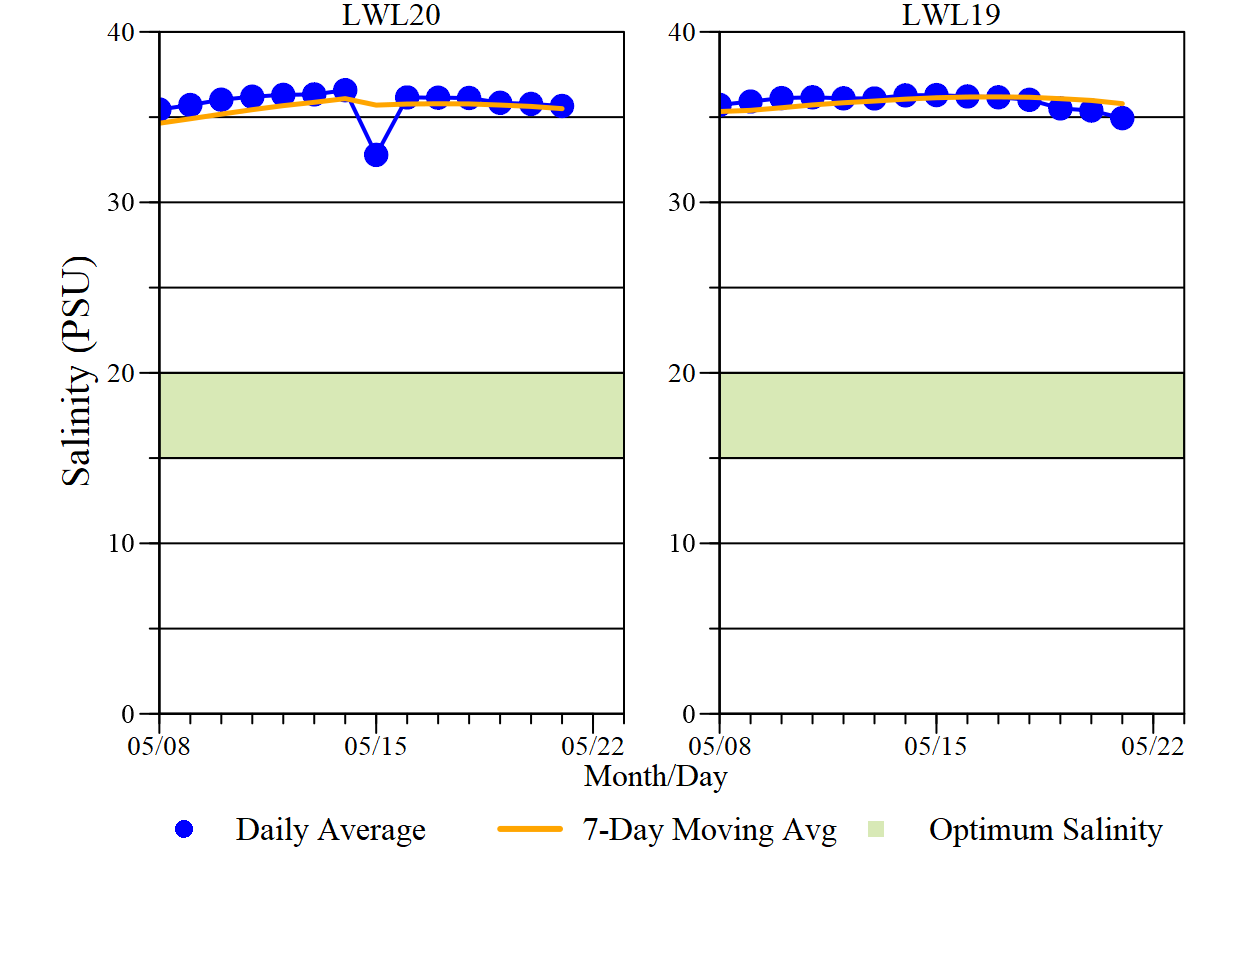 LWL20
LWL19
40
30
20
10
0
40
30
20
10
0
Salinity (PSU)
05/08
05/15
05/22
05/08
05/15
05/22
Month/Day
Daily Average
7-Day Moving Avg
Optimum Salinity